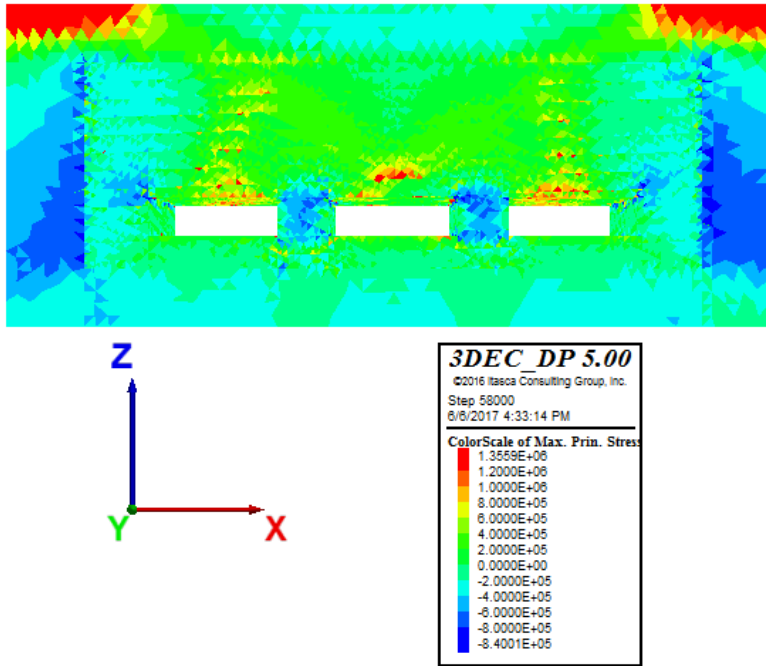 Z
Y
X
3DEC_DP 5.00
©2016 Itasca Consulting Group, Inc.
Step 58000
6/6/2017 4:33:14 PM
ColorScale of Max. Prin. Stress
1.3559E+06
1.2000E+06
1.0000E+06
8.0000E+05
6.0000E+05
4.0000E+05
2.0000E+05
0.0000E+00
-2.0000E+05
-4.0000E+05
-6.0000E+05
-8.0000E+05
-8.4001E+05